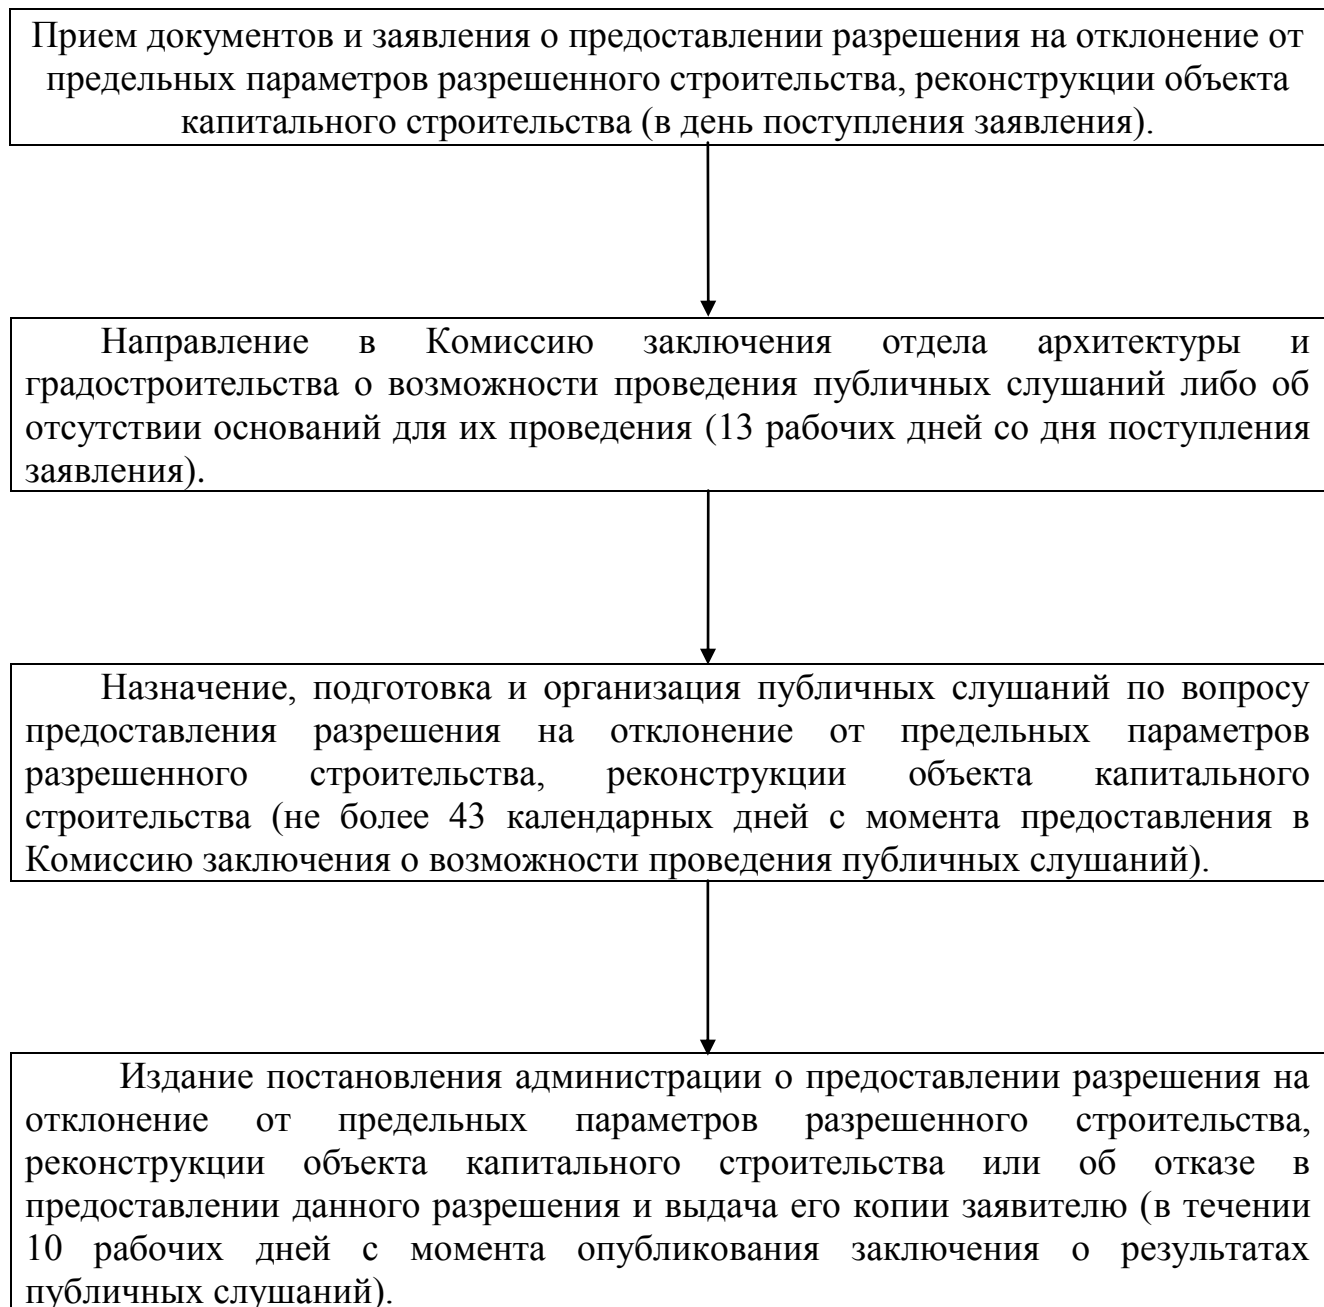 Прием документов и заявления о предоставлении разрешения на отклонение от
предельных параметров разрешенного строительства, реконструкции объекта
капитального строительства (в день поступления заявления).
Направление в Комиссию заключения отдела архитектуры и
градостроительства о возможности проведения публичных слушаний либо об
отсутствии оснований для их проведения (13 рабочих дней со дня поступления
заявления).
Назначение, подготовка и организация публичных слушаний по вопросу
предоставления разрешения на отклонение от предельных параметров
разрешенного строительства, реконструкции объекта капитального
строительства (не более 43 календарных дней с момента предоставления в
Комиссию заключения о возможности проведения публичных слушаний).
Издание постановления администрации о предоставлении разрешения на
отклонение от предельных параметров разрешенного строительства,
реконструкции объекта капитального строительства или об отказе в
предоставлении данного разрешения и выдача его копии заявителю (в течении
10 рабочих дней с момента опубликования заключения о результатах
публичных слушаний).